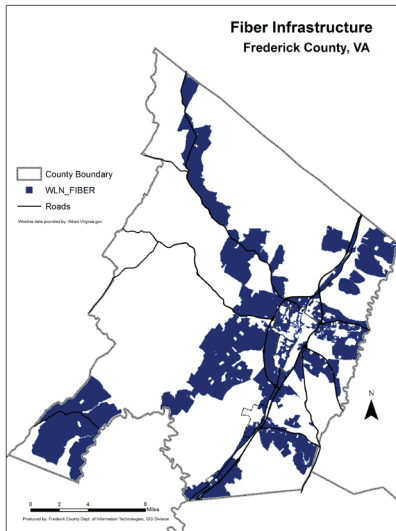 Fiber Infrastructure
Frederick County, VA
County Boundary
WLN_FIBER
Roads
Wireline data provided by: Wired Virginia.gov
N
0 2 4 8
Miles
Produced by: Frederick County Dept. of Information Technologies, GIS Division